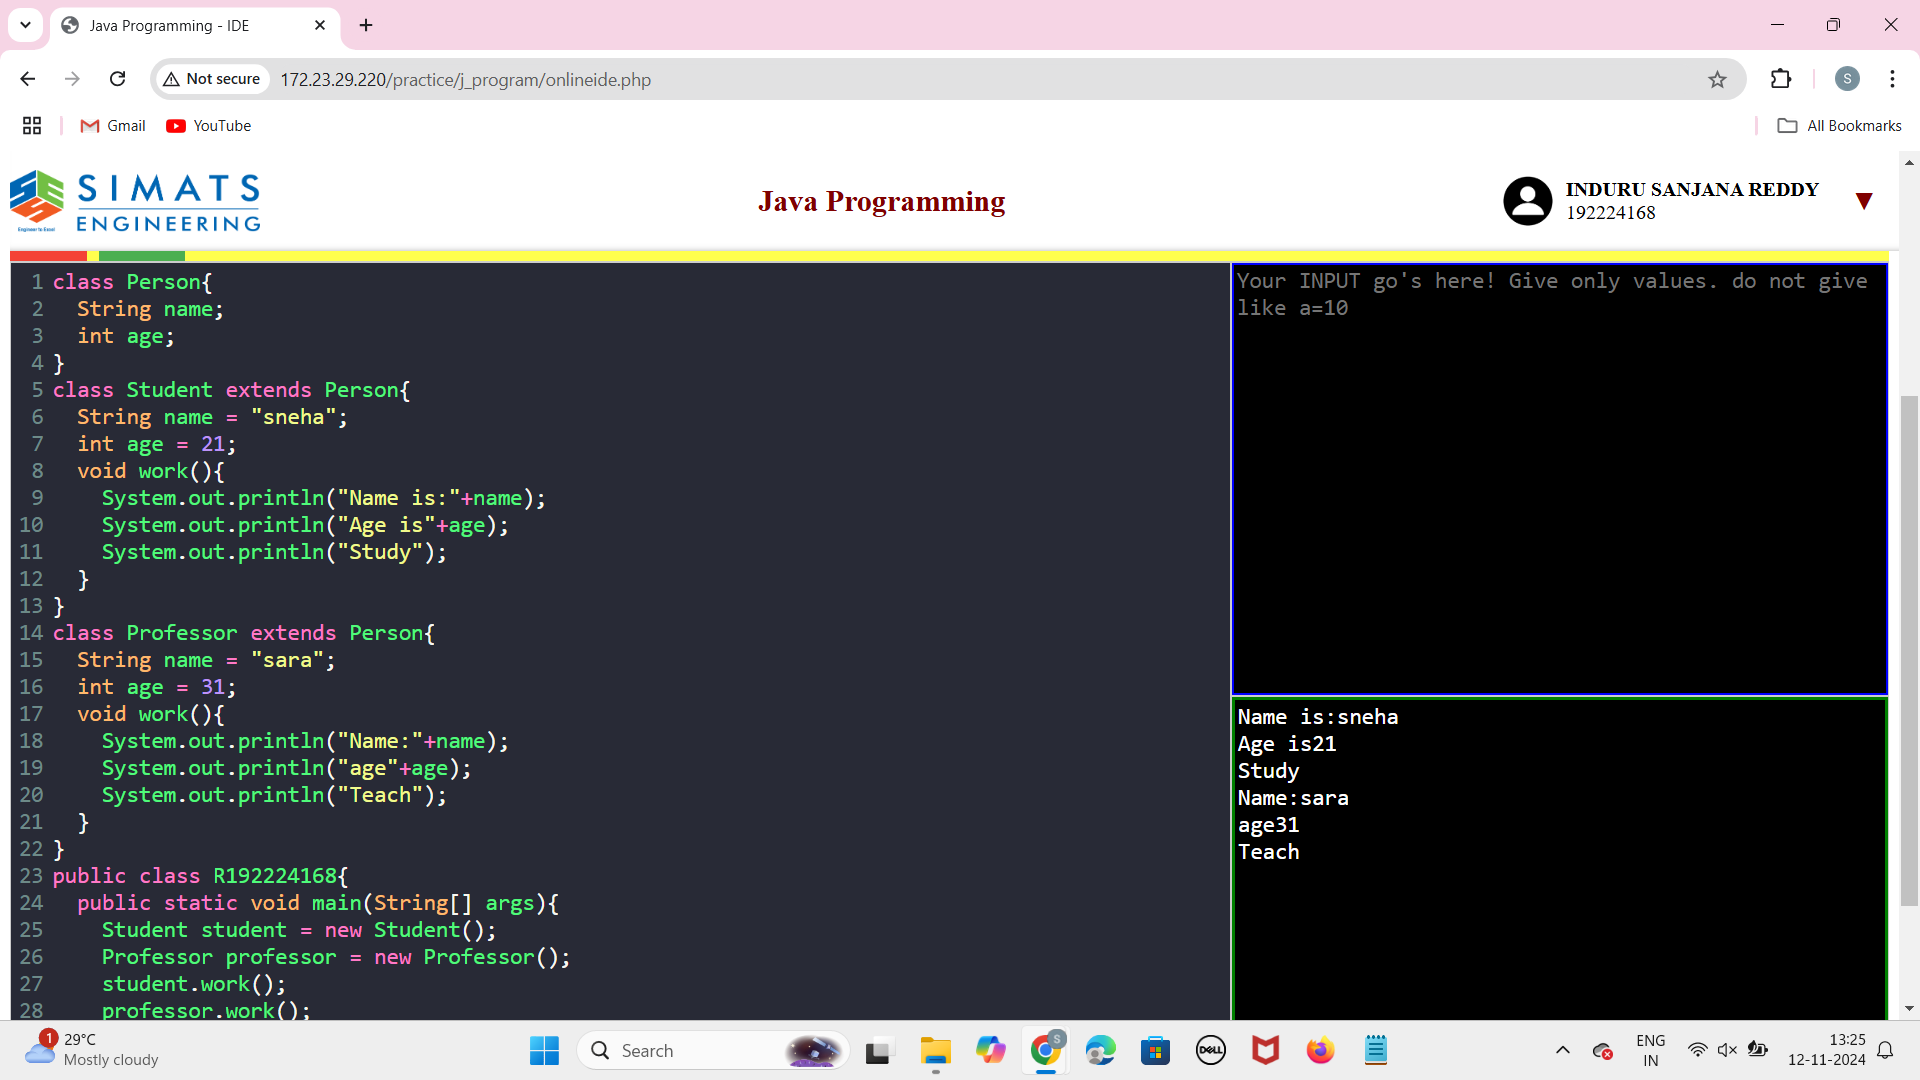 Java Programming - IDE
Not secure
172.23.29.220/practice/j_program/onlineide.php
S
Gmail
YouTube
All Bookmarks
SIMATS
ENGINEERING
Engineer to Excel
Java Programming
INDURU SANJANA REDDY
192224168
1 class Person{
2   String name;
3   int age;
4 }
5 class Student extends Person{
6   String name = "sneha";
7   int age = 21;
8   void work(){
9     System.out.println("Name is:"+name);
10     System.out.println("Age is"+age);
11     System.out.println("Study");
12   }
13 }
14 class Professor extends Person{
15   String name = "sara";
16   int age = 31;
17   void work(){
18     System.out.println("Name:"+name);
19     System.out.println("age"+age);
20     System.out.println("Teach");
21   }
22 }
23 public class R192224168{
24   public static void main(String[] args){
25     Student student = new Student();
26     Professor professor = new Professor();
27     student.work();
28     professor.work();
Your INPUT go's here! Give only values. do not give
like a=10
Name is:sneha
Age is21
Study
Name:sara
age31
Teach
1
29°C
Mostly cloudy
Search
S
DELL
ENG
IN
13:25
12-11-2024